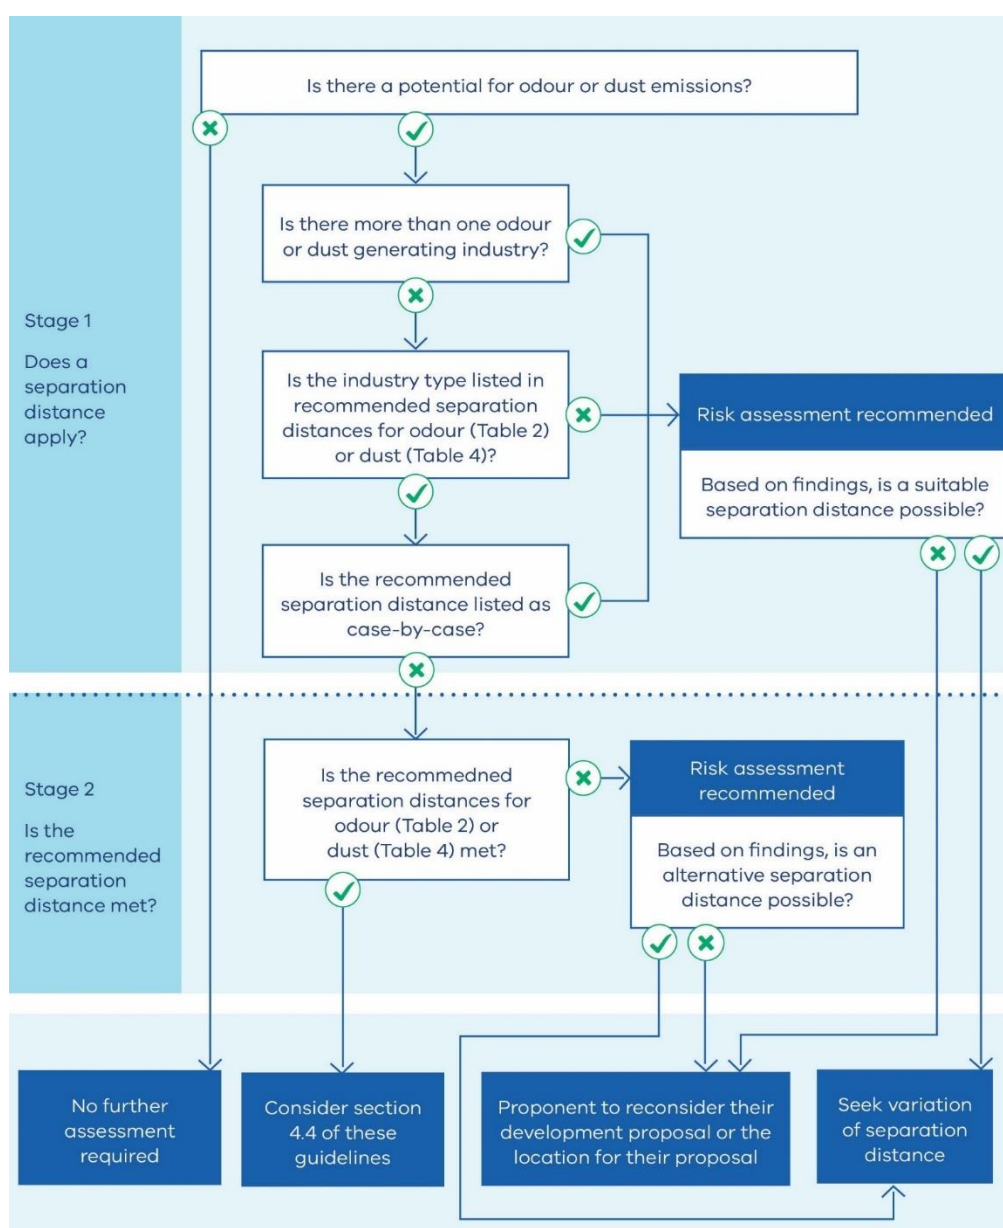 Is there a potential for odour or dust emissions?
Is there more than one odour
or dust generating industry?
Stage 1
Does a
separation
distance
apply?
Is the industry type listed in
recommended separation
distances for odour (Table 2)
or dust (Table 4)?
Risk assessment recommended
Based on findings, is a suitable
separation distance possible?
Is the recommended
separation distance listed as
case-by-case?
Stage 2
Is the
recommended
separation
distance met?
Is the recommedned
separation distances for
odour (Table 2) or
dust (Table 4) met?
Risk assessment
recommended
Based on findings, is an
alternative separation
distance possible?
No further
assessment
required
Consider section
4.4 of these
guidelines
Proponent to reconsider their
development proposal or the
location for their proposal
Seek variation
of separation
distance